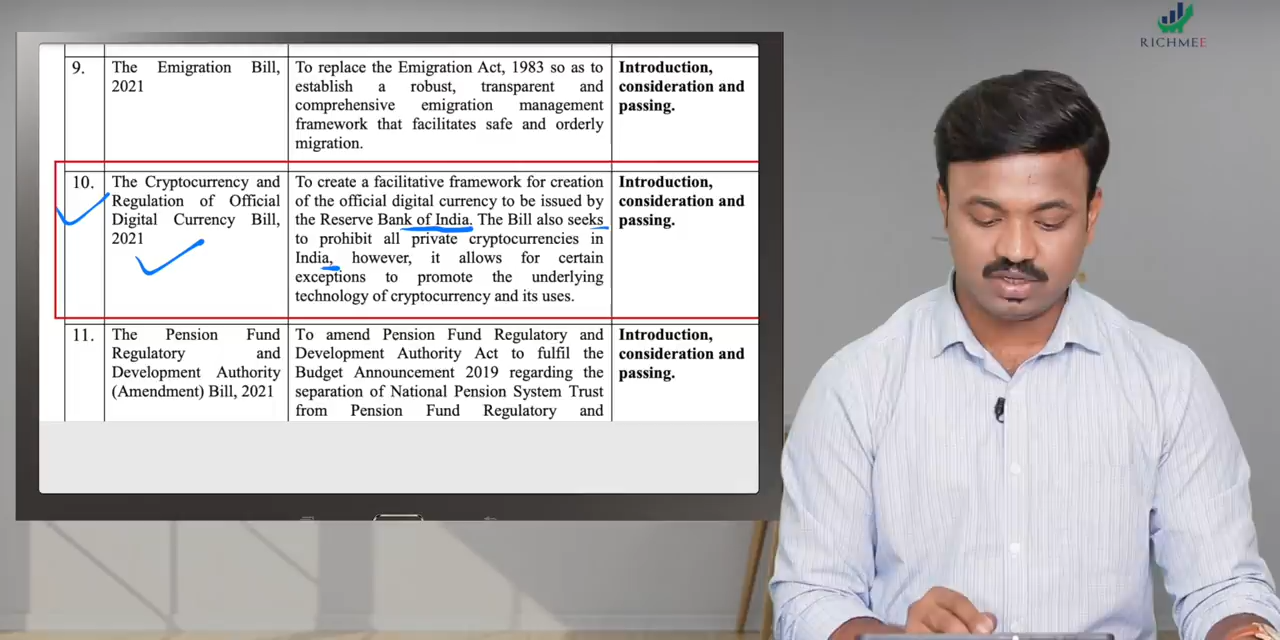 RICHMEE
9.
The Emigration Bill,
2021
To replace the Emigration Act, 1983 so as to
establish a robust, transparent and
comprehensive emigration management
framework that facilitates safe and orderly
migration.
Introduction,
consideration and
passing.
10.
The Cryptocurrency and
Regulation of Official
Digital Currency Bill,
2021
To create a facilitative framework for creation
of the official digital currency to be issued by
the Reserve Bank of India. The Bill also seeks
to prohibit all private cryptocurrencies in
India, however, it allows for certain
exceptions to promote the underlying
technology of cryptocurrency and its uses.
Introduction,
consideration and
passing.
11.
The Pension Fund
Regulatory and
Development Authority
(Amendment) Bill, 2021
To amend Pension Fund Regulatory and
Development Authority Act to fulfil the
Budget Announcement 2019 regarding the
separation of National Pension System Trust
from Pension Fund Regulatory and
Introduction,
consideration and
passing.